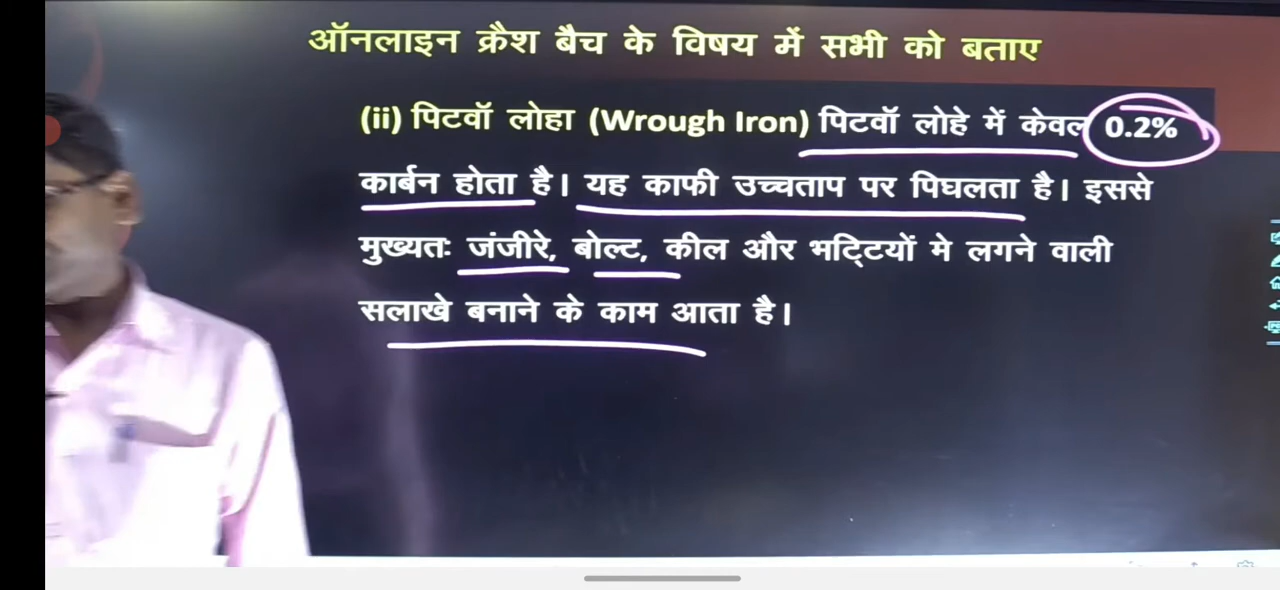 ऑनलाइन क्रैश बैच के विषय में सभी को बताए
(ii) पिटवॉ लोहा (Wrough Iron) पिटवॉ लोहे में केवल 0.2%
कार्बन होता है। यह काफी उच्चताप पर पिघलता है। इससे
मुख्यतः जंजीरे, बोल्ट, कील और भट्टियों मे लगने वाली
सलाखे बनाने के काम आता है।